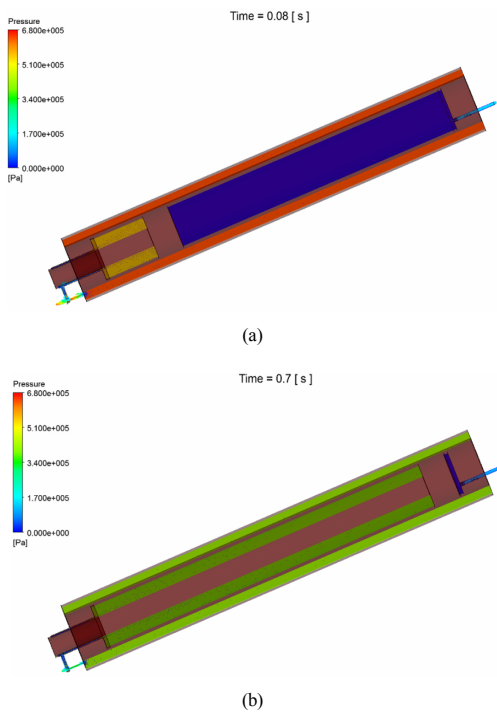 Time = 0.08 [ s ]
Pressure
6.800e+005
5.100e+005
3.400e+005
1.700e+005
0.000e+000
[Pa]
(a)
Time = 0.7 [ s ]
Pressure
6.800e+005
5.100e+005
3.400e+005
1.700e+005
0.000e+000
[Pa]
(b)